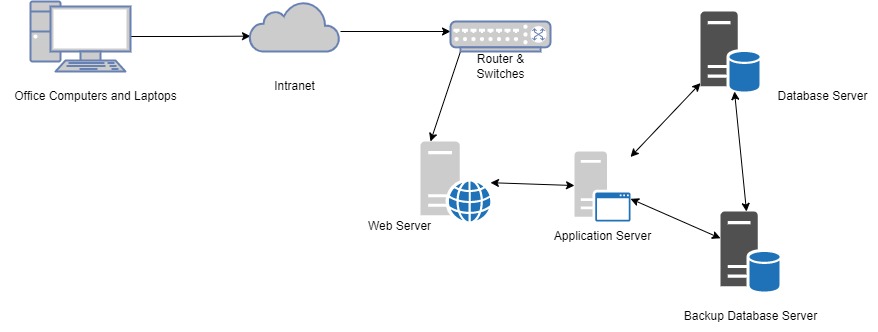 Office Computers and Laptops
Intranet
Router &
Switches
Database Server
Web Server
Application Server
Backup Database Server